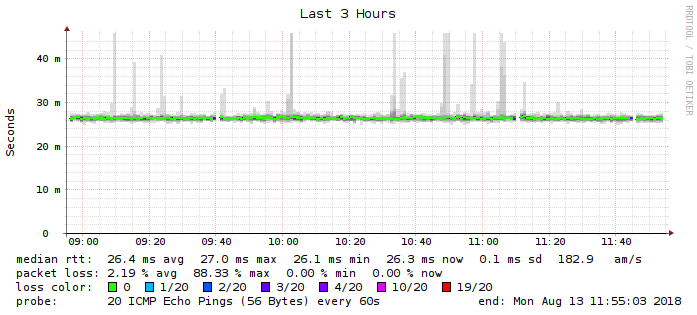 Last 3 Hours
RRDTOOL / TOBI OETIKER
Seconds
40 m
30 m
20 m
10 m
0
09:00 09:20 09:40 10:00 10:20 10:40 11:00 11:20 11:40
median rtt: 26.4 ms avg 27.0 ms max 26.1 ms min 26.3 ms now 0.1 ms sd 182.9 am/s
packet loss: 2.19 % avg 88.33 % max 0.00 % min 0.00 % now
loss color: 0 1/20 2/20 3/20 4/20 10/20 19/20
probe: 20 ICMP Echo Pings (56 Bytes) every 60s end: Mon Aug 13 11:55:03 2018